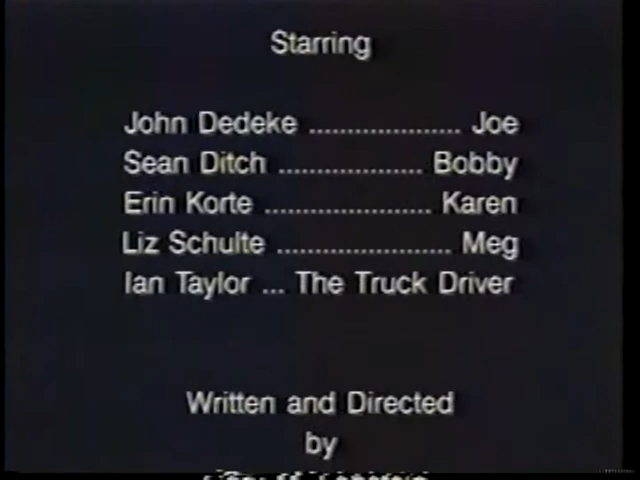 Starring
John Dedeke .................... Joe
Sean Ditch ................... Bobby
Erin Korte ...................... Karen
Liz Schulte ....................... Meg
Ian Taylor ... The Truck Driver
Written and Directed
by